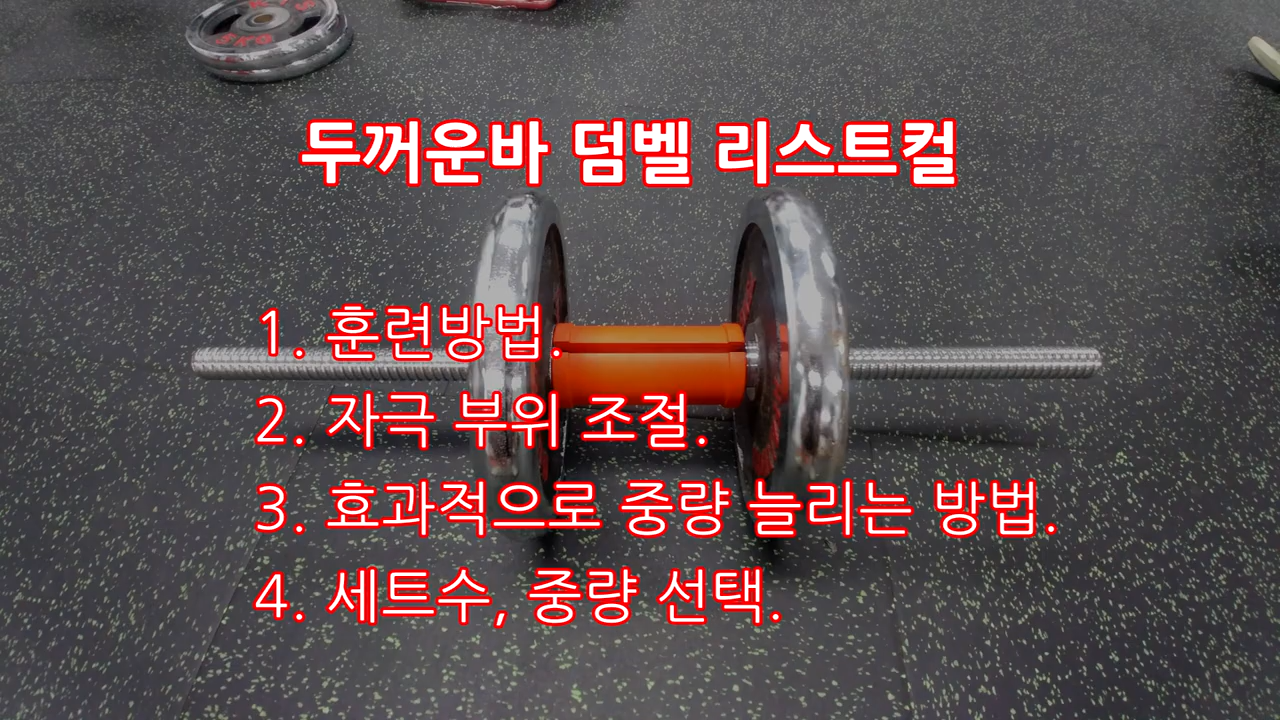 두꺼운바 덤벨 리스트컬
1. 훈련방법.
2. 자극 부위 조절.
3. 효과적으로 중량 늘리는 방법.
4. 세트수, 중량 선택.